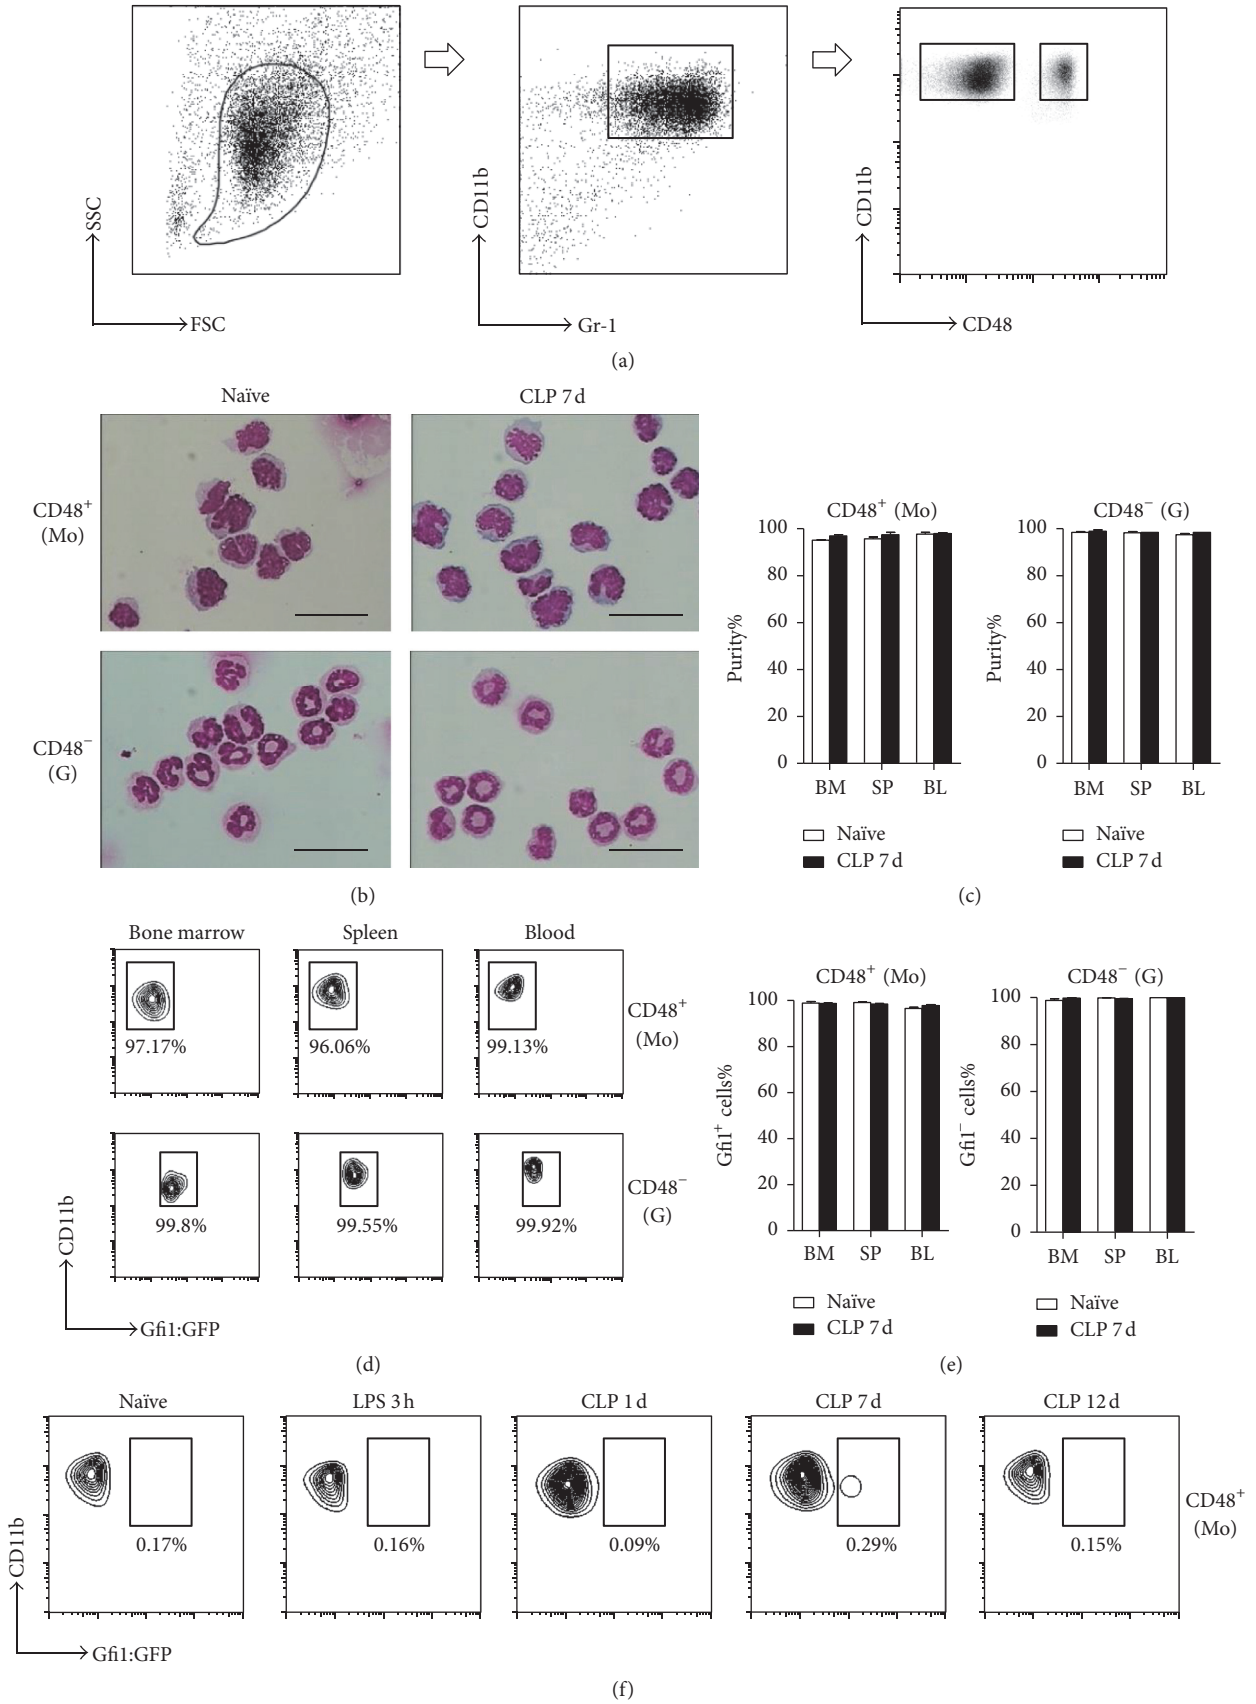 SSC
FSC
CD11b
Gr-1
CD11b
CD48
(a)
Naïve
CLP 7 d
CD48⁺
(Mo)
CD48⁻
(G)
(b)
CD48⁺ (Mo)
Purity%
100
80
60
40
20
0
BM SP BL
Naïve
CLP 7 d
CD48⁻ (G)
Purity%
100
80
60
40
20
0
BM SP BL
Naïve
CLP 7 d
(c)
Bone marrow
Spleen
Blood
97.17%
96.06%
99.13%
CD48⁺
(Mo)
99.8%
99.55%
99.92%
CD48⁻
(G)
CD11b
Gfi1:GFP
(d)
CD48⁺ (Mo)
Gfi1⁺ cells%
100
80
60
40
20
0
BM SP BL
Naïve
CLP 7 d
CD48⁻ (G)
Gfi1⁻ cells%
100
80
60
40
20
0
BM SP BL
Naïve
CLP 7 d
(e)
Naïve
LPS 3 h
CLP 1 d
CLP 7 d
CLP 12 d
0.17%
0.16%
0.09%
0.29%
0.15%
CD48⁺
(Mo)
CD11b
Gfi1:GFP
(f)